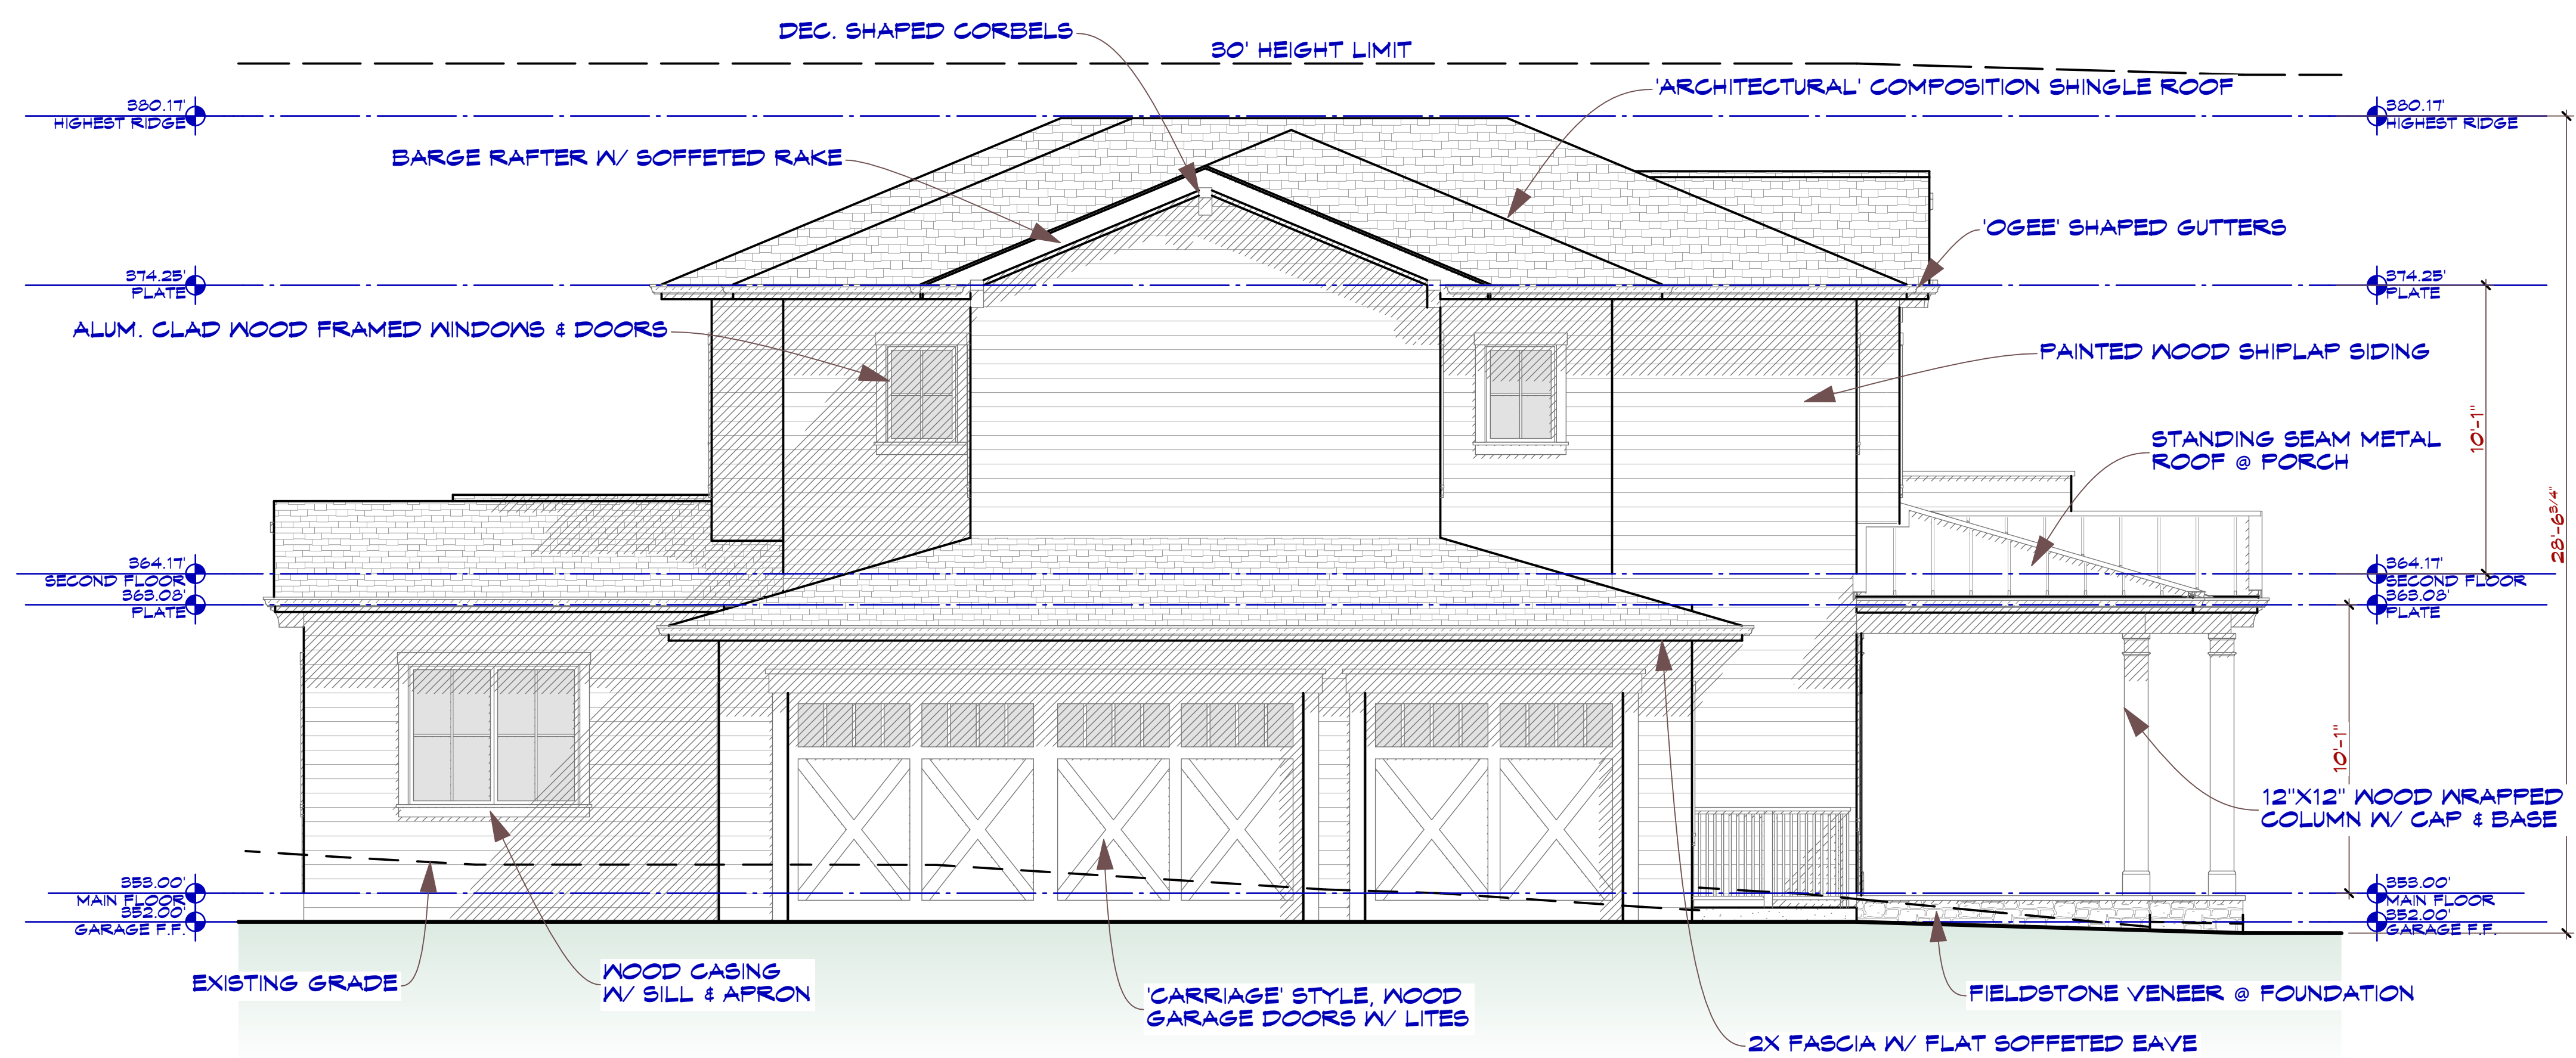 DEC. SHAPED CORBELS
30' HEIGHT LIMIT
'ARCHITECTURAL' COMPOSITION SHINGLE ROOF
380.17'
HIGHEST RIDGE
380.17'
HIGHEST RIDGE
BARGE RAFTER W/ SOFFETED RAKE
'OGEE' SHAPED GUTTERS
374.25'
PLATE
374.25'
PLATE
ALUM. CLAD WOOD FRAMED WINDOWS & DOORS
PAINTED WOOD SHIPLAP SIDING
10'-1"
STANDING SEAM METAL
ROOF @ PORCH
28'-6 3/4"
364.17'
SECOND FLOOR
363.08'
PLATE
364.17'
SECOND FLOOR
363.08'
PLATE
10'-1"
12"X12" WOOD WRAPPED
COLUMN W/ CAP & BASE
353.00'
MAIN FLOOR
352.00'
GARAGE F.F.
353.00'
MAIN FLOOR
352.00'
GARAGE F.F.
EXISTING GRADE
WOOD CASING
W/ SILL & APRON
'CARRIAGE' STYLE, WOOD
GARAGE DOORS W/ LITES
FIELDSTONE VENEER @ FOUNDATION
2X FASCIA W/ FLAT SOFFETED EAVE